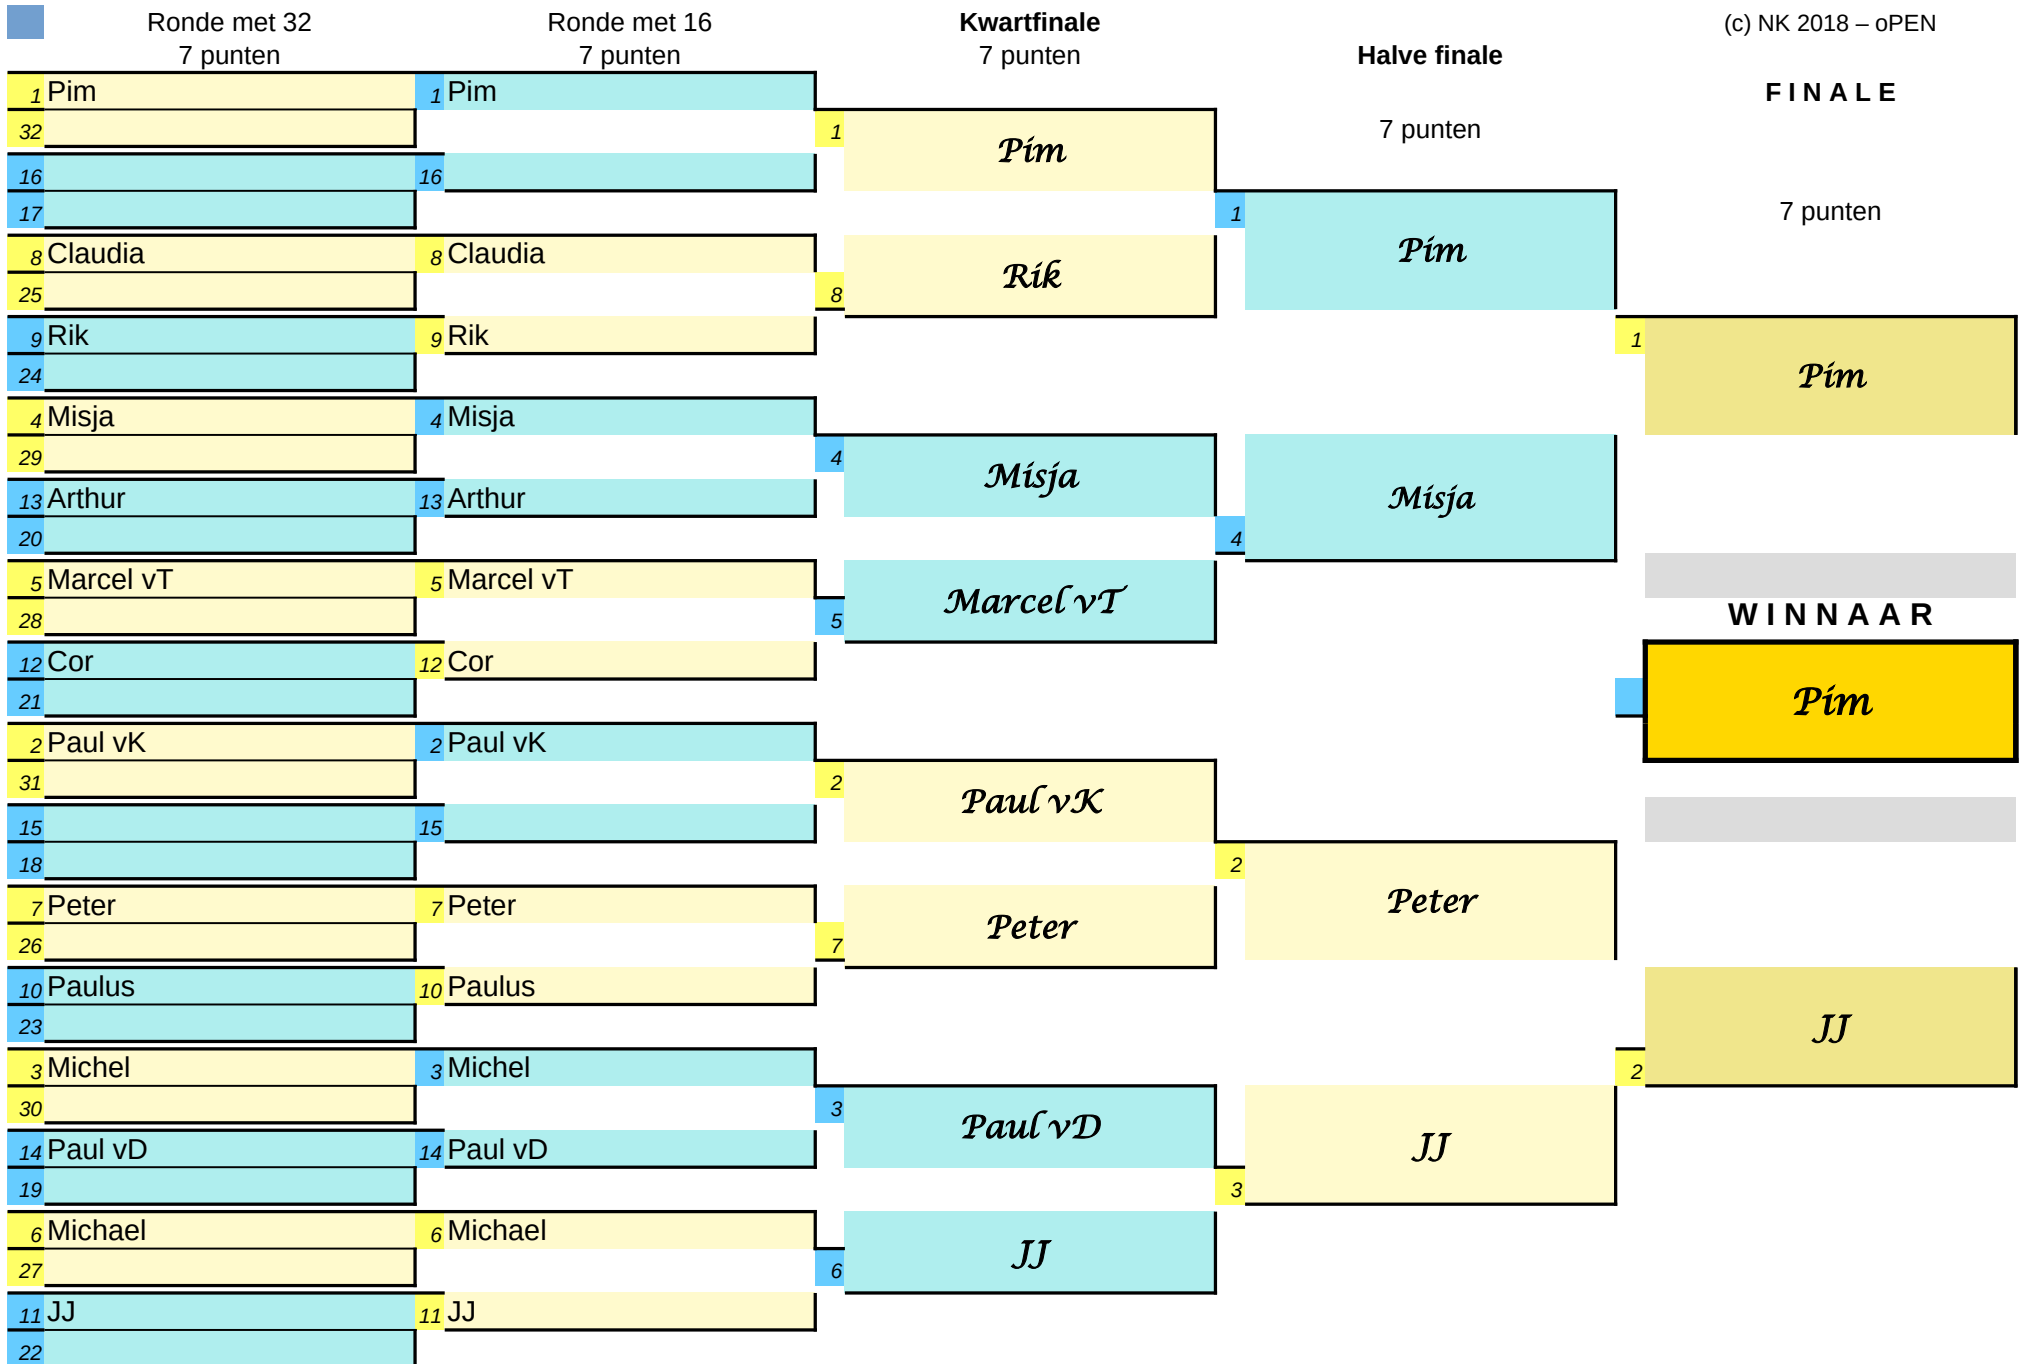 Ronde met 32 Ronde met 16 Kwartfinale (c) NK 2018 – oPEN
7 punten 7 punten 7 punten Halve finale
1 Pim 1 Pim F I N A L E
32 1 Pim 7 punten
16 16
17 1 Pim 7 punten
8 Claudia 8 Claudia Rik
25 8
9 Rik 9 Rik 1 Pim
24
4 Misja 4 Misja
29 4 Misja
13 Arthur 13 Arthur Misja
20 4
5 Marcel vT 5 Marcel vT Marcel vT
28 5 W I N N A A R
12 Cor 12 Cor
21 Pim
2 Paul vK 2 Paul vK
31 2 Paul vK
15 15
18 2
7 Peter 7 Peter Peter Peter
26 7
10 Paulus 10 Paulus
23 JJ
3 Michel 3 Michel 2
30 3 Paul vD
14 Paul vD 14 Paul vD JJ
19 3
6 Michael 6 Michael JJ
27 6
11 JJ 11 JJ
22